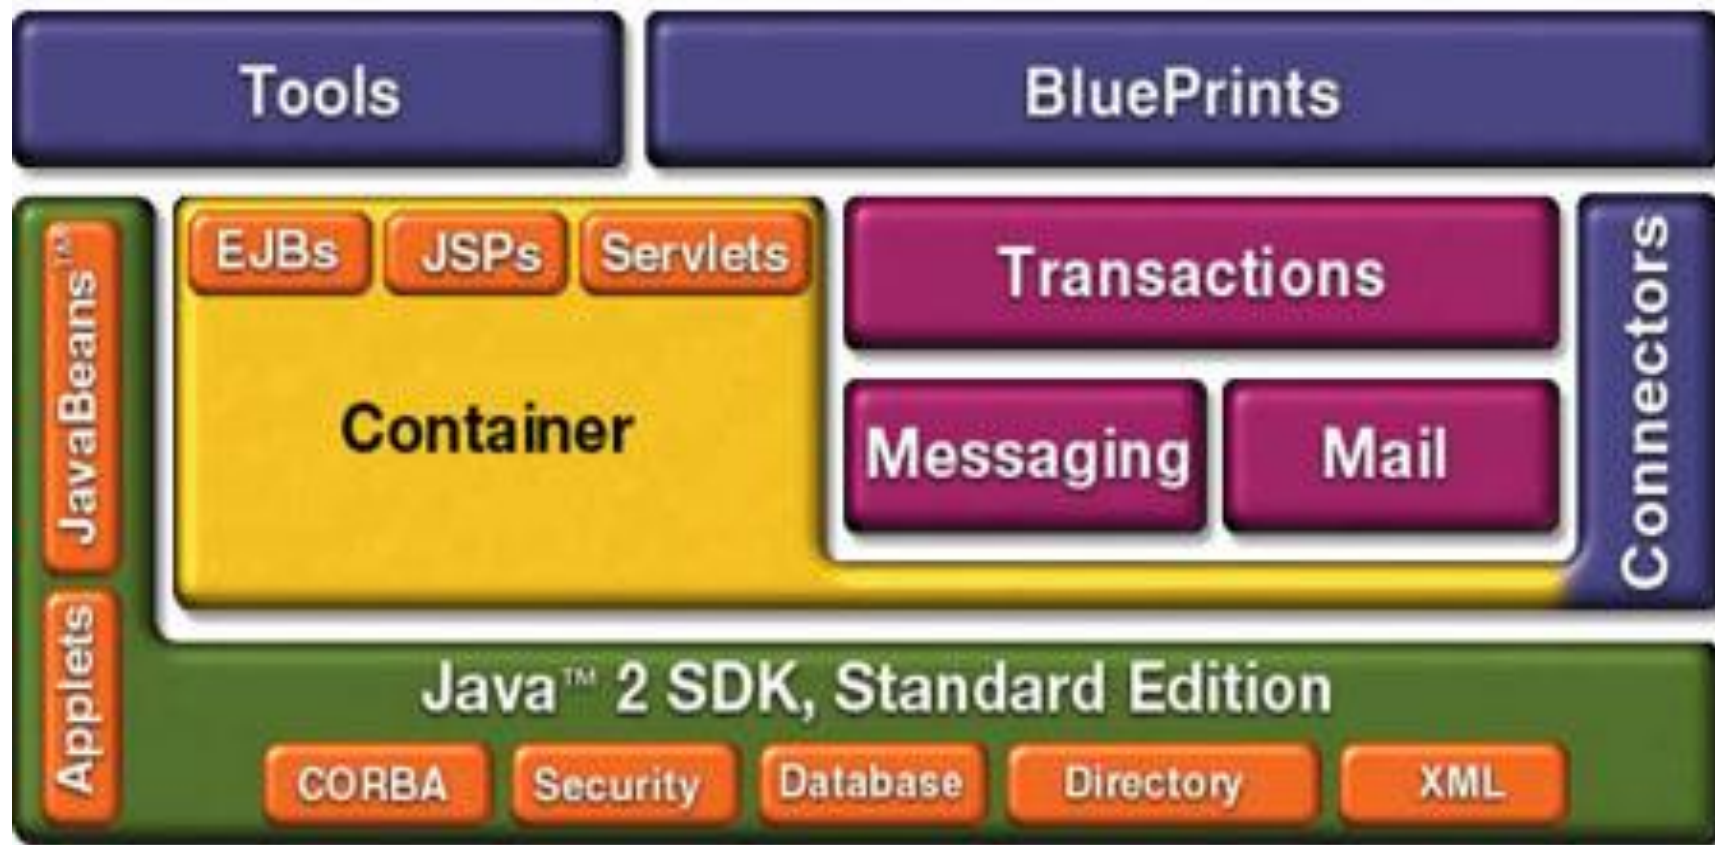 Tools
BluePrints
JavaBeans™
Applets
EJBs
JSPs
Servlets
Container
Transactions
Messaging
Mail
Connectors
Java™ 2 SDK, Standard Edition
CORBA
Security
Database
Directory
XML